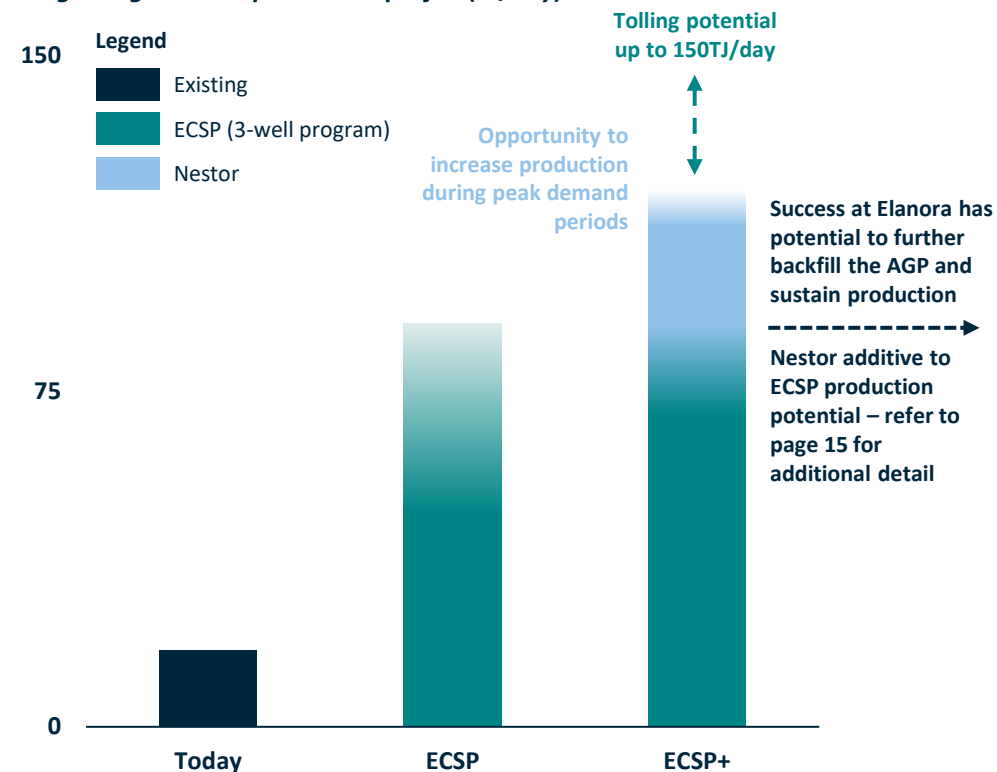 150
75
0
Legend
Existing
ECSP (3-well program)
Nestor
Tolling potential
up to 150TJ/day
Opportunity to
increase production
during peak demand
periods
Success at Elanora has
potential to further
backfill the AGP and
sustain production
Nestor additive to
ECSP production
potential – refer to
page 15 for
additional detail
Today
ECSP
ECSP+